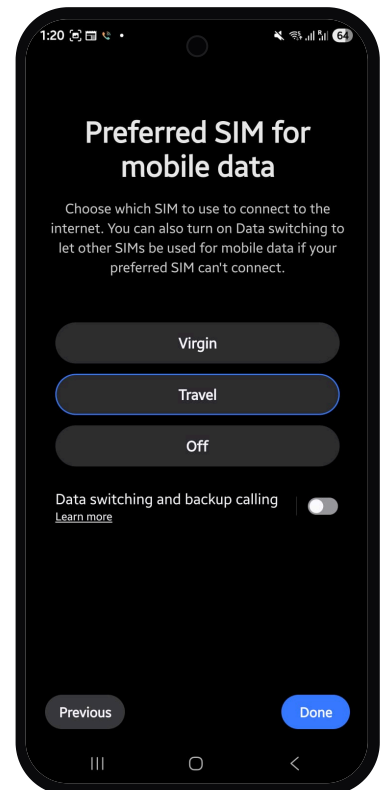 1:20
64
Preferred SIM for
mobile data
Choose which SIM to use to connect to the
internet. You can also turn on Data switching to
let other SIMs be used for mobile data if your
preferred SIM can't connect.
Virgin
Travel
Off
Data switching and backup calling
Learn more
Previous
Done